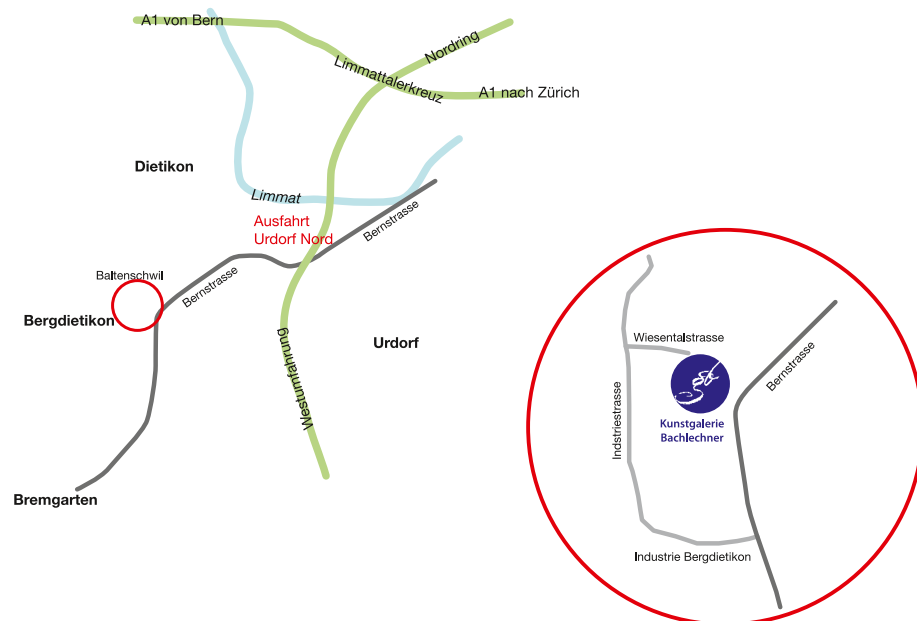 A1 von Bern
Nordring
Limmattalerkreuz
A1 nach Zürich
Dietikon
Limmat
Ausfahrt
Urdorf Nord
Bernstrasse
Baltenschwil
Bernstrasse
Bergdietikon
Urdorf
Westumfahrung
Bremgarten
Wiesentalstrasse
Bernstrasse
Indstriestrasse
Kunstgalerie
Bachlechner
Industrie Bergdietikon